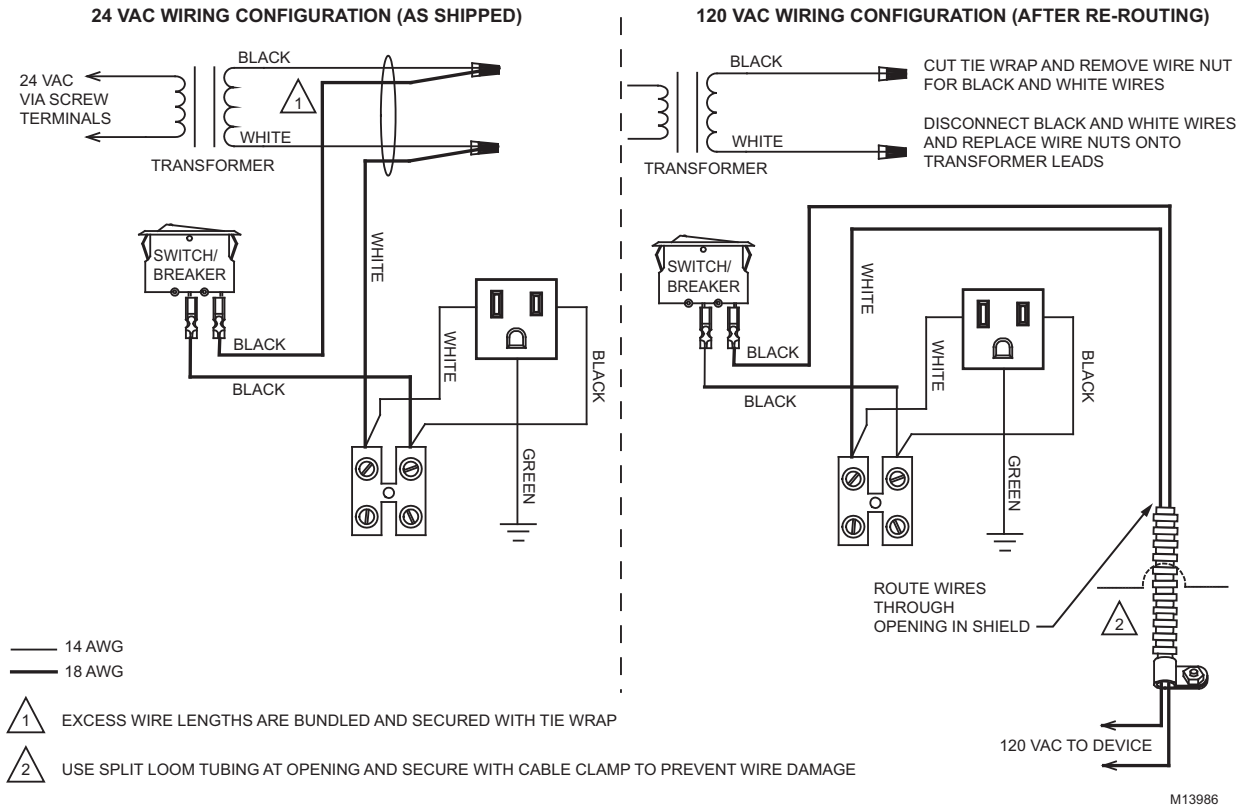 24 VAC WIRING CONFIGURATION (AS SHIPPED)
BLACK
24 VAC
VIA SCREW
TERMINALS
1
WHITE
TRANSFORMER
SWITCH/
BREAKER
WHITE
BLACK
BLACK
WHITE
BLACK
GREEN
120 VAC WIRING CONFIGURATION (AFTER RE-ROUTING)
BLACK
CUT TIE WRAP AND REMOVE WIRE NUT
FOR BLACK AND WHITE WIRES
WHITE
DISCONNECT BLACK AND WHITE WIRES
AND REPLACE WIRE NUTS ONTO
TRANSFORMER LEADS
TRANSFORMER
SWITCH/
BREAKER
WHITE
BLACK
BLACK
WHITE
BLACK
GREEN
ROUTE WIRES
THROUGH
OPENING IN SHIELD
2
120 VAC TO DEVICE
14 AWG
18 AWG
1 EXCESS WIRE LENGTHS ARE BUNDLED AND SECURED WITH TIE WRAP
2 USE SPLIT LOOM TUBING AT OPENING AND SECURE WITH CABLE CLAMP TO PREVENT WIRE DAMAGE
M13986